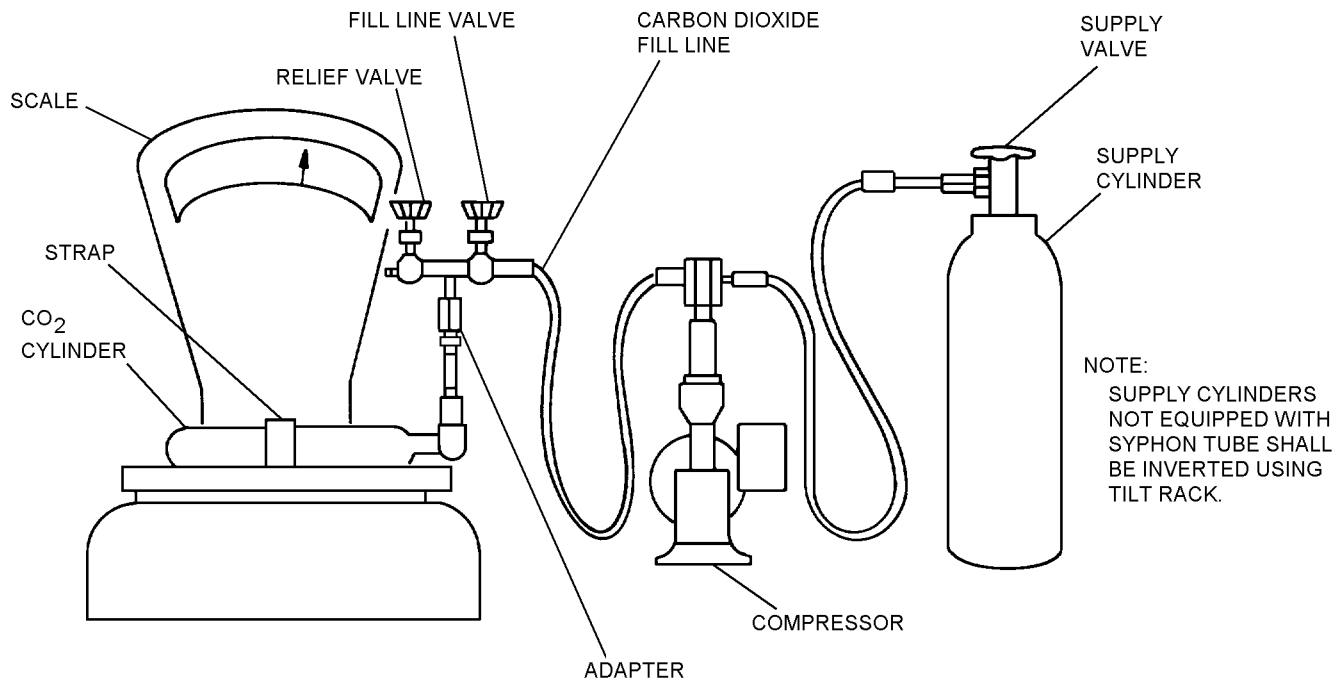 FILL LINE VALVE
CARBON DIOXIDE
FILL LINE
SUPPLY
VALVE
RELIEF VALVE
SCALE
SUPPLY
CYLINDER
STRAP
CO2
CYLINDER
NOTE:
SUPPLY CYLINDERS
NOT EQUIPPED WITH
SYPHON TUBE SHALL
BE INVERTED USING
TILT RACK.
COMPRESSOR
ADAPTER